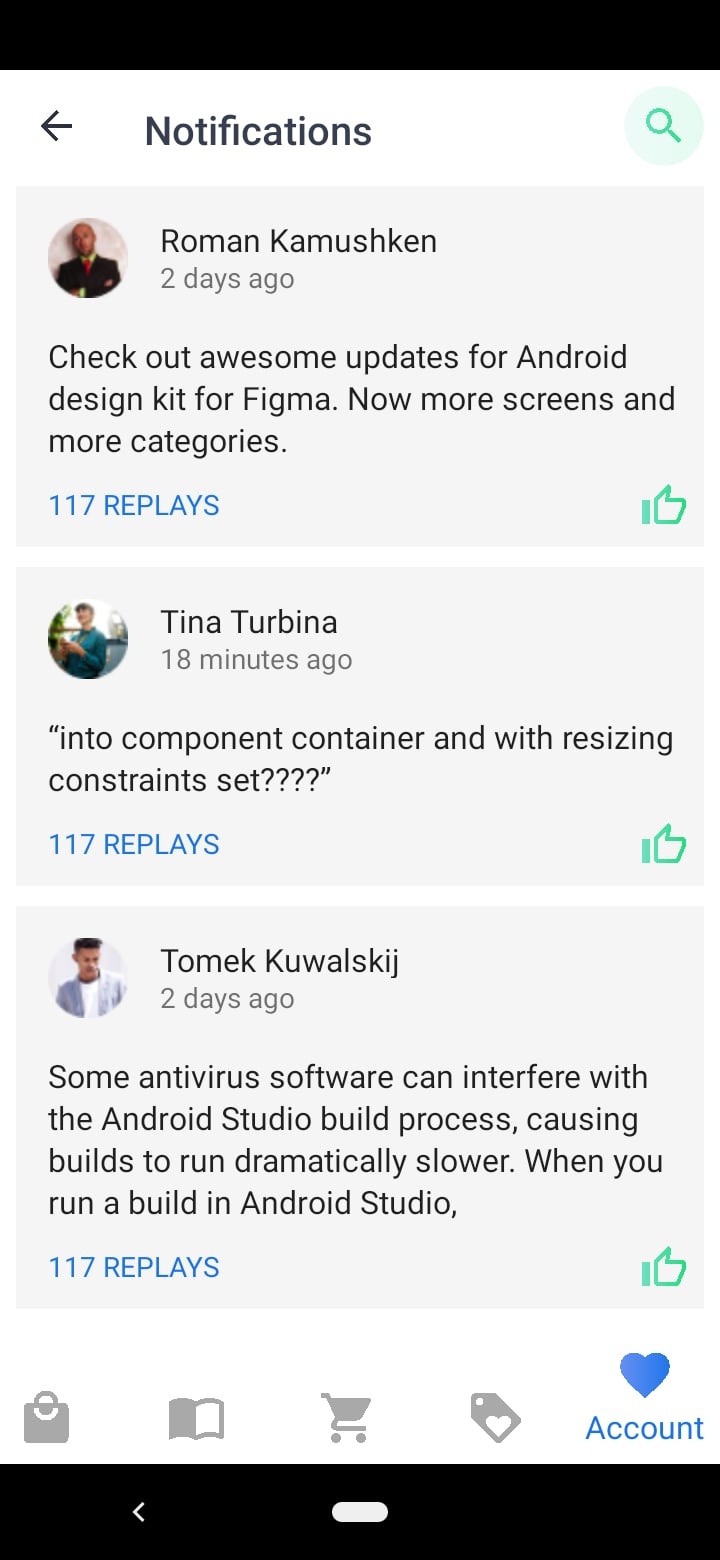 Notifications
Roman Kamushken
2 days ago
Check out awesome updates for Android
design kit for Figma. Now more screens and
more categories.
117 REPLAYS
Tina Turbina
18 minutes ago
“into component container and with resizing
constraints set????”
117 REPLAYS
Tomek Kuwalskij
2 days ago
Some antivirus software can interfere with
the Android Studio build process, causing
builds to run dramatically slower. When you
run a build in Android Studio,
117 REPLAYS
Account